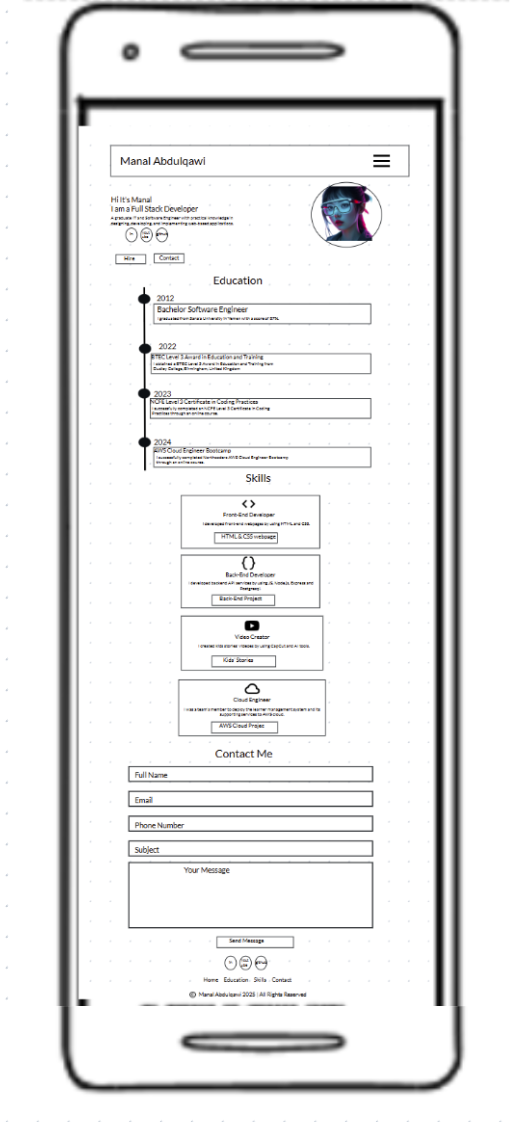 Manal Abdulqawi
Hi It's Manal
I am a Full Stack Developer
A graduate IT and Software Engineer with practical knowledge in
designing, developing, and implementing web-based applications.
in
You
ube
github
Hire
Contact
Education
2012
Bachelor Software Engineer
I graduated from Sana'a University in Yemen with a score of 87%.
2022
BTEC Level 3 Award in Education and Training
I obtained a BTEC Level 3 Award in Education and Training from
Dudley College, Birmingham, United Kingdom
2023
NCFE Level 3 Certificate in Coding Practices
I successfully completed an NCFE Level 3 Certificate in Coding
Practices through an online course.
2024
AWS Cloud Engineer Bootcamp
I successfully completed Northcoders AWS Cloud Engineer Bootcamp
through an online course.
Skills
Front-End Developer
I developed front-end webpages by using HTML and CSS.
HTML & CSS webpage
Back-End Developer
I developed backend API services by using JS, Node.js, Express and
Postgresql.
Back-End Project
Video Creator
I created kids stories' videoes by using CapCut and AI tools.
Kids' Stories
Cloud Engineer
I was a team's member to deploy the learner management system and its
supporting services to AWS cloud.
AWS Cloud Projec
Contact Me
Full Name
Email
Phone Number
Subject
Your Message
Send Message
in
github
Home Education Skills Contact
© Manal Abdulqawi 2025 | All Rights Reserved